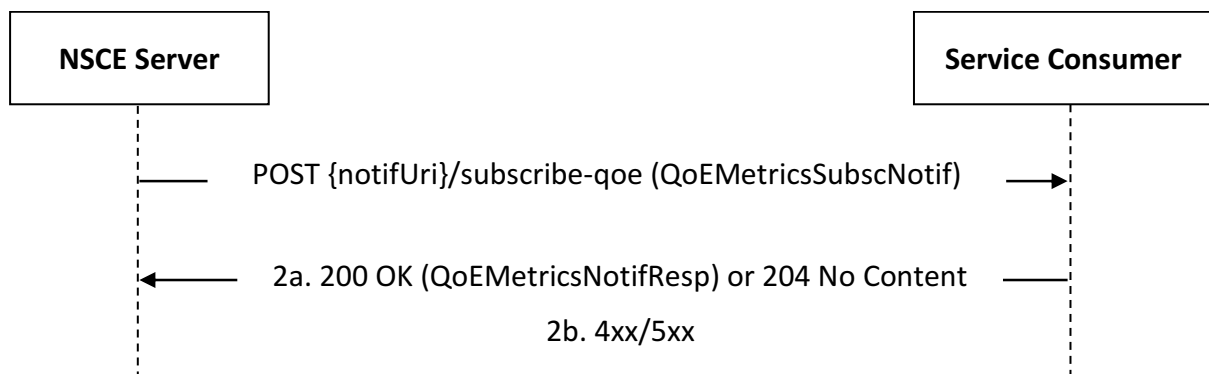 NSCE Server
Service Consumer
POST {notifUri}/subscribe-qoe (QoEMetricsSubscNotif)
2a. 200 OK (QoEMetricsNotifResp) or 204 No Content
2b. 4xx/5xx